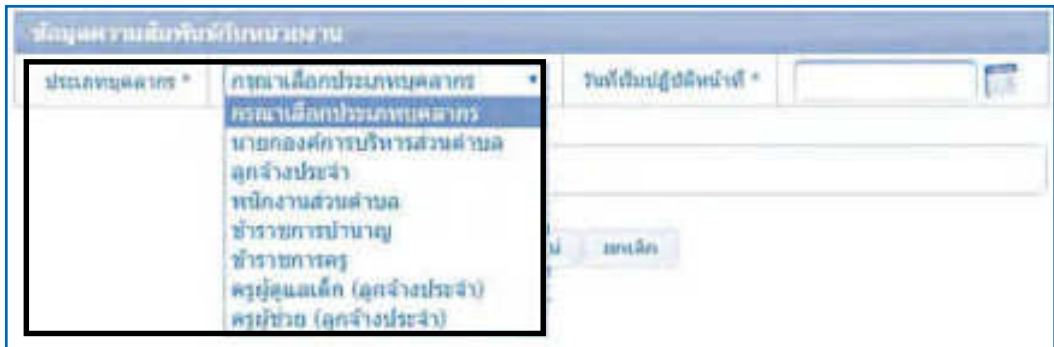 ข้อมูลความสัมพันธ์กับหน่วยงาน
ประเภทบุคลากร * กรุณาเลือกประเภทบุคลากร วันที่เริ่มปฏิบัติหน้าที่ *
กรุณาเลือกประเภทบุคลากร
นายกองค์การบริหารส่วนตำบล
ลูกจ้างประจำ
พนักงานส่วนตำบล
ข้าราชการบำนาญ
ข้าราชการครู
ยกเลิก
ครูผู้ดูแลเด็ก (ลูกจ้างประจำ)
ครูผู้ช่วย (ลูกจ้างประจำ)